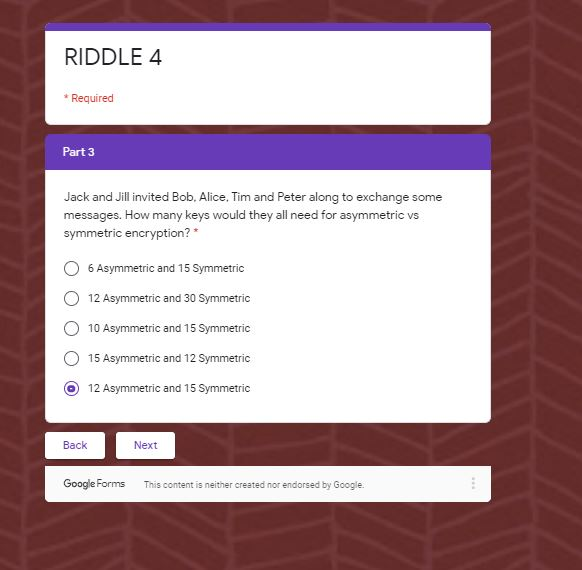 RIDDLE 4
* Required
Part 3
Jack and Jill invited Bob, Alice, Tim and Peter along to exchange some
messages. How many keys would they all need for asymmetric vs
symmetric encryption? *
6 Asymmetric and 15 Symmetric
12 Asymmetric and 30 Symmetric
10 Asymmetric and 15 Symmetric
15 Asymmetric and 12 Symmetric
12 Asymmetric and 15 Symmetric
Back Next
Google Forms This content is neither created nor endorsed by Google.